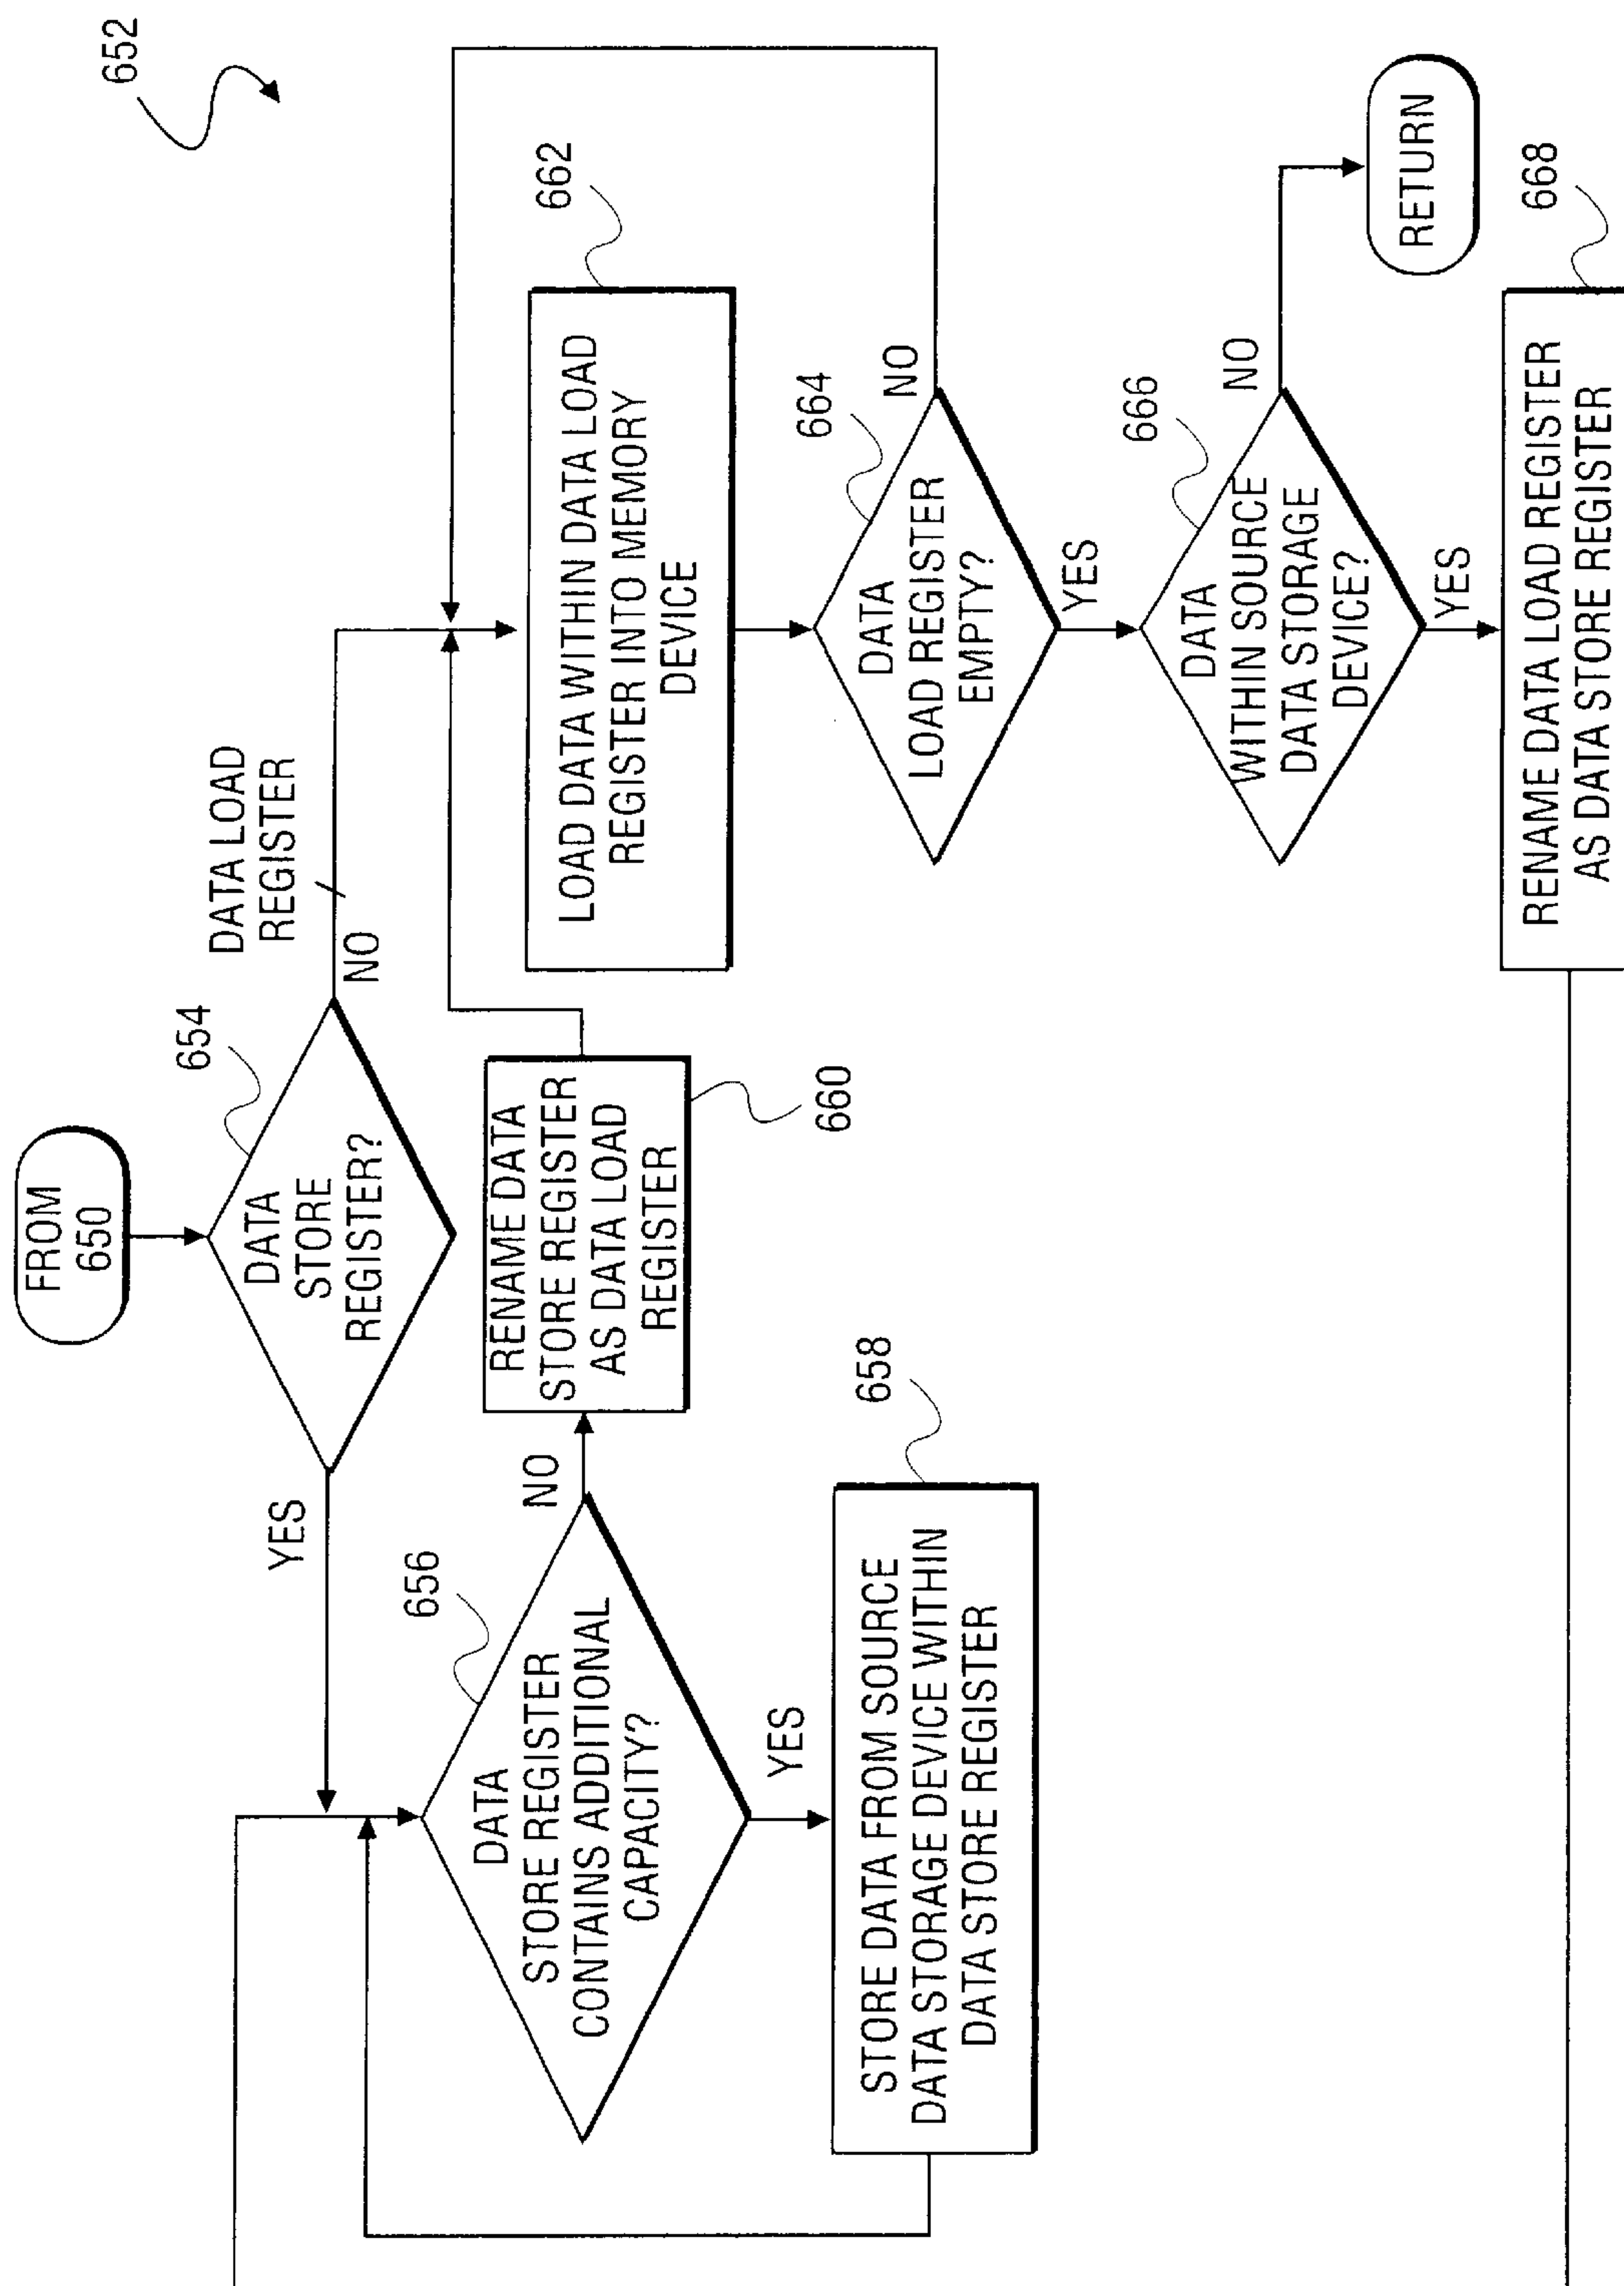 652
FROM
650
654
DATA
STORE
REGISTER?
YES
NO
DATA LOAD
REGISTER
656
DATA
STORE REGISTER
CONTAINS ADDITIONAL
CAPACITY?
NO
YES
RENAME DATA
STORE REGISTER
AS DATA LOAD
REGISTER
660
658
STORE DATA FROM SOURCE
DATA STORAGE DEVICE WITHIN
DATA STORE REGISTER
662
LOAD DATA WITHIN DATA LOAD
REGISTER INTO MEMORY
DEVICE
664
DATA
LOAD REGISTER
EMPTY?
NO
YES
666
DATA
WITHIN SOURCE
DATA STORAGE
DEVICE?
NO
YES
RETURN
668
RENAME DATA LOAD REGISTER
AS DATA STORE REGISTER